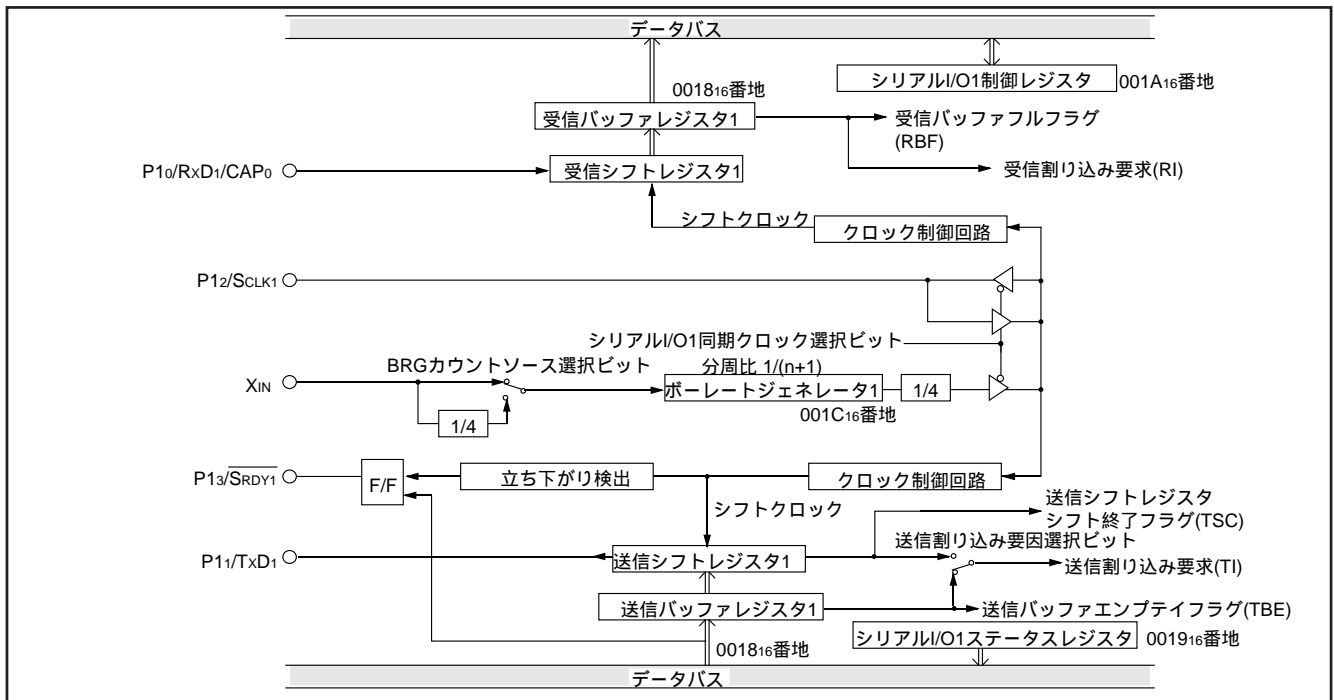 データバス
シリアルI/O1制御レジスタ 001A16番地
001816番地
受信バッファレジスタ1
受信バッファフルフラグ
(RBF)
P10/RxD1/CAP0
受信シフトレジスタ1
受信割り込み要求(RI)
シフトクロック
クロック制御回路
P12/SCLK1
シリアルI/O1同期クロック選択ビット
BRGカウントソース選択ビット
分周比 1/(n+1)
XIN
ボーレートジェネレータ1
1/4
001C16番地
1/4
P13/SRDY1
F/F
立ち下がり検出
クロック制御回路
シフトクロック
送信シフトレジスタ
シフト終了フラグ(TSC)
送信割り込み要因選択ビット
P11/TxD1
送信シフトレジスタ1
送信割り込み要求(TI)
送信バッファレジスタ1
送信バッファエンプテイフラグ(TBE)
001816番地
シリアルI/O1ステータスレジスタ 001916番地
データバス